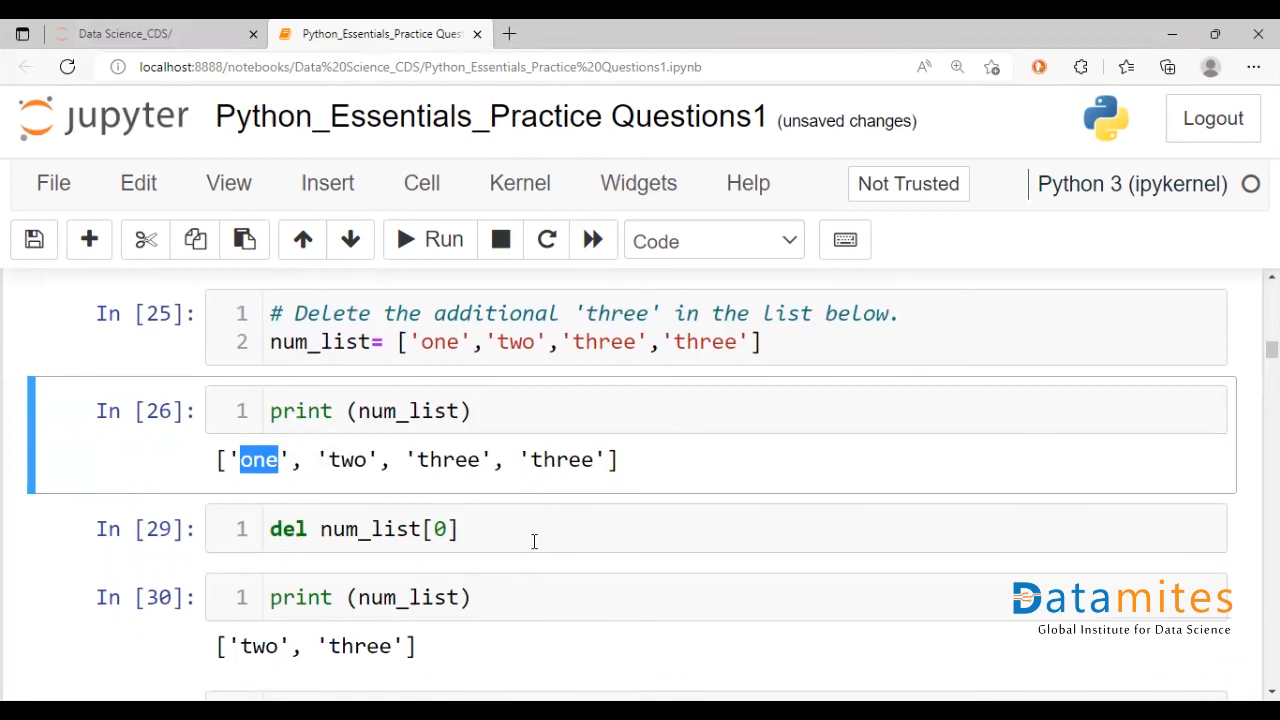 Data Science_CDS/
Python_Essentials_Practice Quest
localhost:8888/notebooks/Data%20Science_CDS/Python_Essentials_Practice%20Questions1.ipynb
jupyter Python_Essentials_Practice Questions1 (unsaved changes)
Logout
File Edit View Insert Cell Kernel Widgets Help Not Trusted Python 3 (ipykernel)
Run Code
In [25]: 1 # Delete the additional 'three' in the list below.
2 num_list= ['one','two','three','three']
In [26]: 1 print (num_list)
['one', 'two', 'three', 'three']
In [29]: 1 del num_list[0]
In [30]: 1 print (num_list)
['two', 'three']
Datamites
Global Institute for Data Science